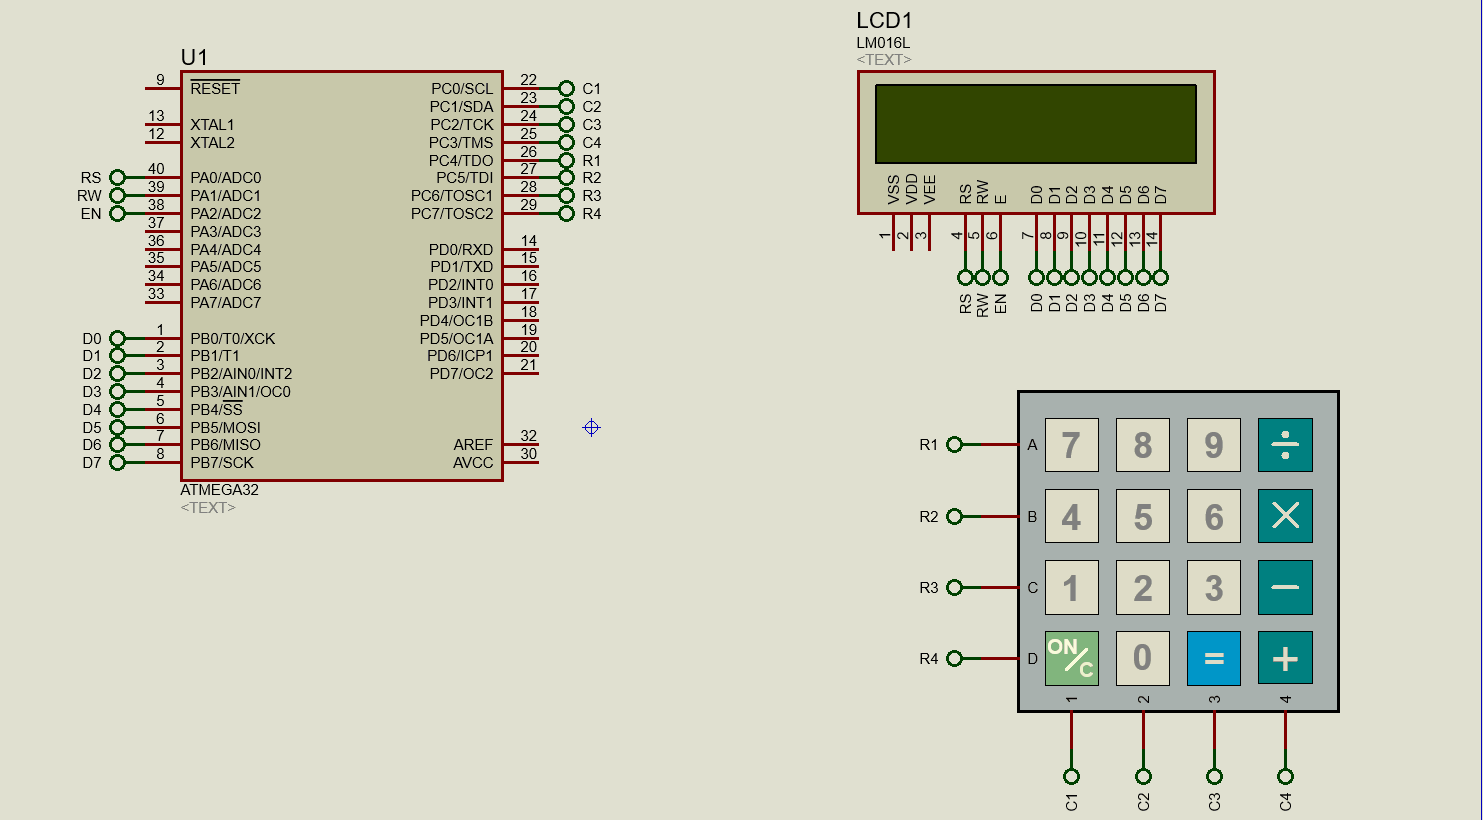 U1
9 RESET
13 XTAL1
12 XTAL2
RS 40 PA0/ADC0
RW 39 PA1/ADC1
EN 38 PA2/ADC2
37 PA3/ADC3
36 PA4/ADC4
35 PA5/ADC5
34 PA6/ADC6
33 PA7/ADC7
D0 1 PB0/T0/XCK
D1 2 PB1/T1
D2 3 PB2/AIN0/INT2
D3 4 PB3/AIN1/OC0
D4 5 PB4/SS
D5 6 PB5/MOSI
D6 7 PB6/MISO
D7 8 PB7/SCK
PC0/SCL 22 C1
PC1/SDA 23 C2
PC2/TCK 24 C3
PC3/TMS 25 C4
PC4/TDO 26 R1
PC5/TDI 27 R2
PC6/TOSC1 28 R3
PC7/TOSC2 29 R4
PD0/RXD 14
PD1/TXD 15
PD2/INT0 16
PD3/INT1 17
PD4/OC1B 18
PD5/OC1A 19
PD6/ICP1 20
PD7/OC2 21
AREF 32
AVCC 30
ATMEGA32
<TEXT>
LCD1
LM016L
<TEXT>
VSS VDD VEE RS RW E D0 D1 D2 D3 D4 D5 D6 D7
1 2 3 4 5 6 7 8 9 10 11 12 13 14
RS RW EN D0 D1 D2 D3 D4 D5 D6 D7
R1 A 7 8 9 ÷
R2 B 4 5 6 ×
R3 C 1 2 3 −
R4 D ON/C 0 = +
1 2 3 4
C1 C2 C3 C4